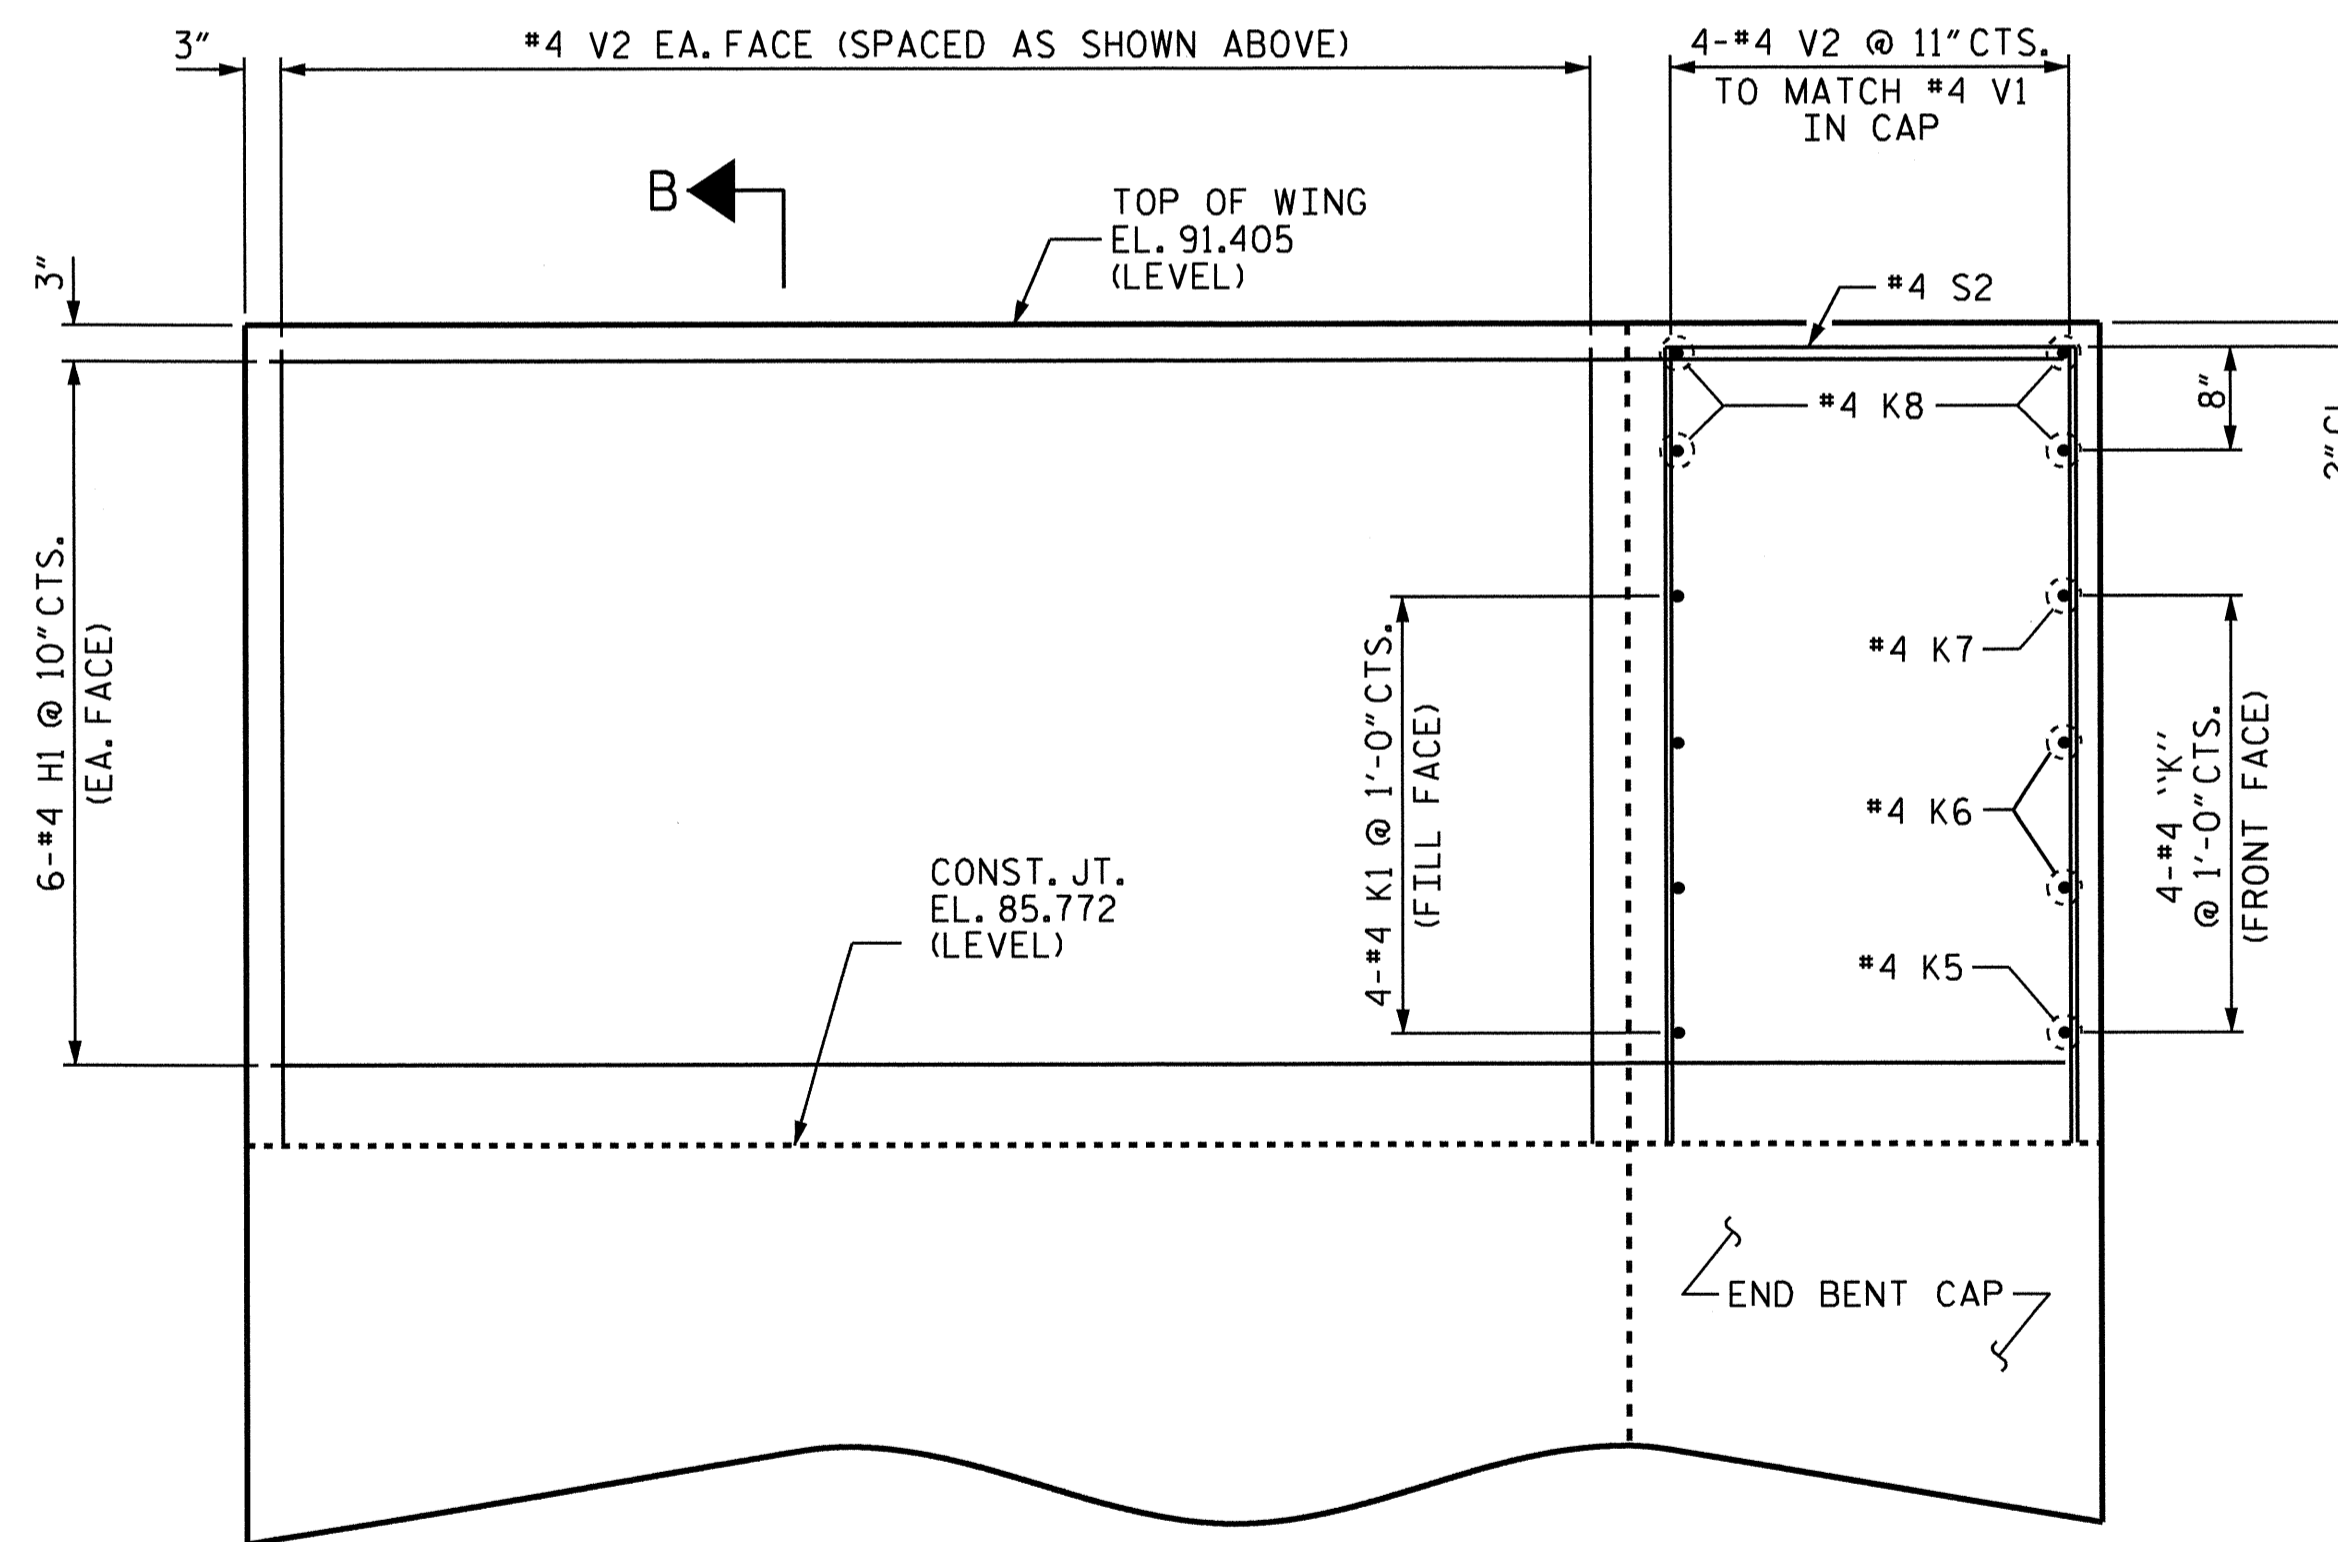 3"
#4 V2 EA. FACE (SPACED AS SHOWN ABOVE)
4-#4 V2 @ 11" CTS.
TO MATCH #4 V1
IN CAP
B
TOP OF WING
EL. 91.405
(LEVEL)
3"
#4 S2
#4 K8
8"
6-#4 H1 @ 10" CTS.
(EA. FACE)
4-#4 K1 @ 1'-0" CTS.
(FILL FACE)
#4 K7
#4 K6
#4 K5
4-#4 ``K''
@ 1'-0" CTS.
(FRONT FACE)
CONST. JT.
EL. 85.772
(LEVEL)
END BENT CAP